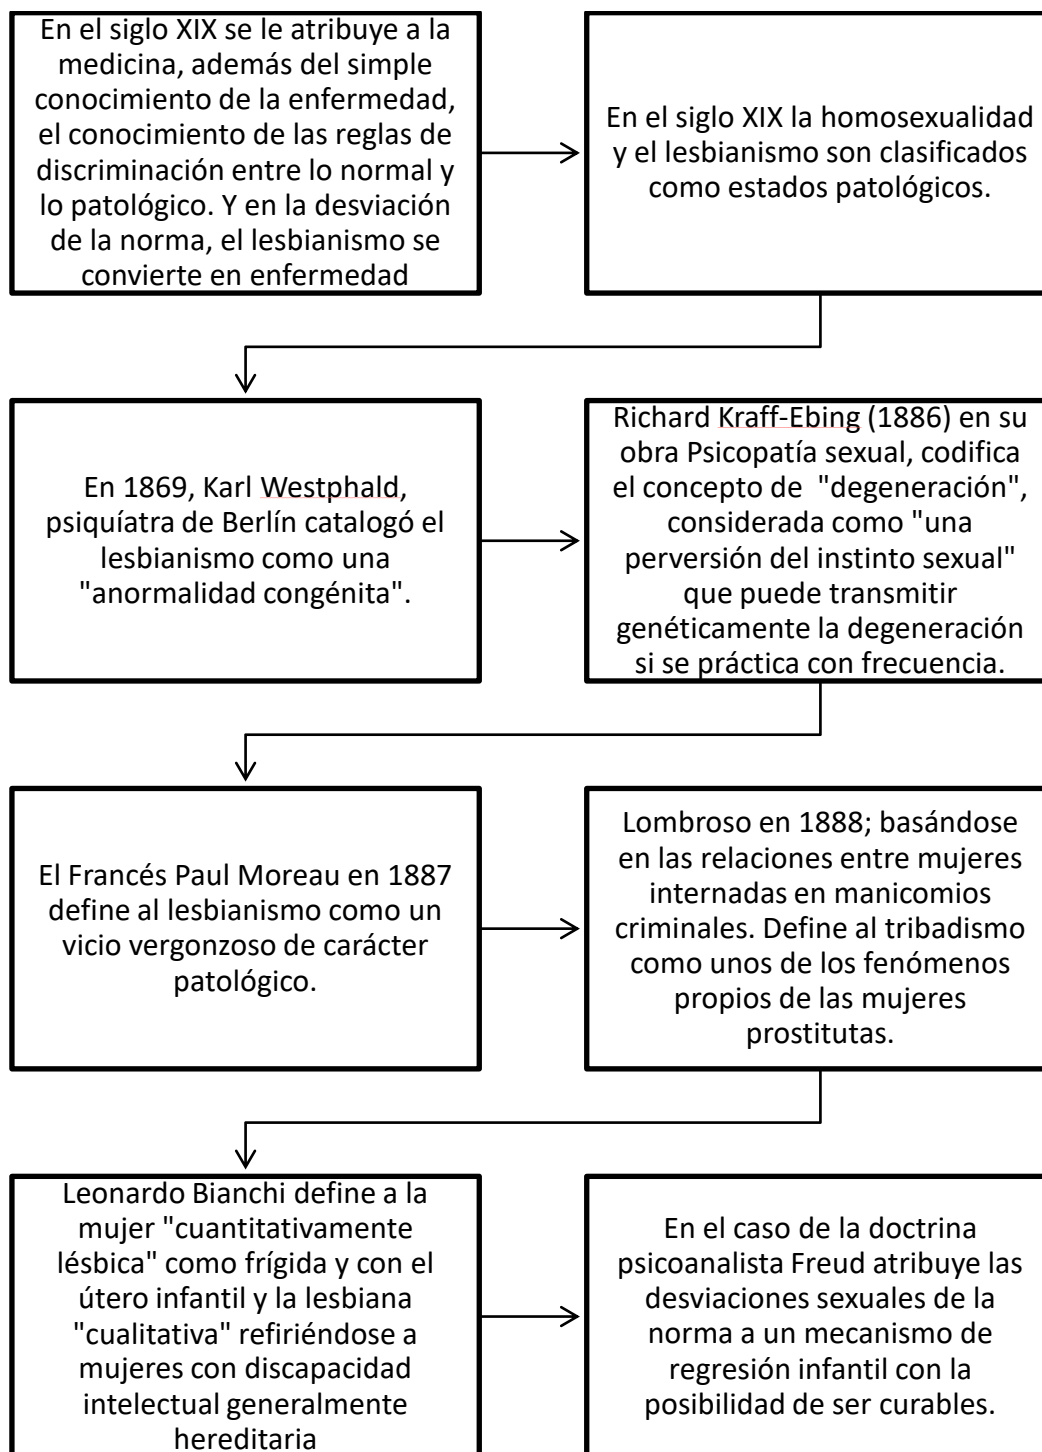 En el siglo XIX se le atribuye a la
medicina, además del simple
conocimiento de la enfermedad,
el conocimiento de las reglas de
discriminación entre lo normal y
lo patológico. Y en la desviación
de la norma, el lesbianismo se
convierte en enfermedad
En el siglo XIX la homosexualidad
y el lesbianismo son clasificados
como estados patológicos.
En 1869, Karl Westphald,
psiquíatra de Berlín catalogó el
lesbianismo como una
"anormalidad congénita".
Richard Kraff-Ebing (1886) en su
obra Psicopatía sexual, codifica
el concepto de "degeneración",
considerada como "una
perversión del instinto sexual"
que puede transmitir
genéticamente la degeneración
si se práctica con frecuencia.
El Francés Paul Moreau en 1887
define al lesbianismo como un
vicio vergonzoso de carácter
patológico.
Lombroso en 1888; basándose
en las relaciones entre mujeres
internadas en manicomios
criminales. Define al tribadismo
como unos de los fenómenos
propios de las mujeres
prostitutas.
Leonardo Bianchi define a la
mujer "cuantitativamente
lésbica" como frígida y con el
útero infantil y la lesbiana
"cualitativa" refiriéndose a
mujeres con discapacidad
intelectual generalmente
hereditaria
En el caso de la doctrina
psicoanalista Freud atribuye las
desviaciones sexuales de la
norma a un mecanismo de
regresión infantil con la
posibilidad de ser curables.